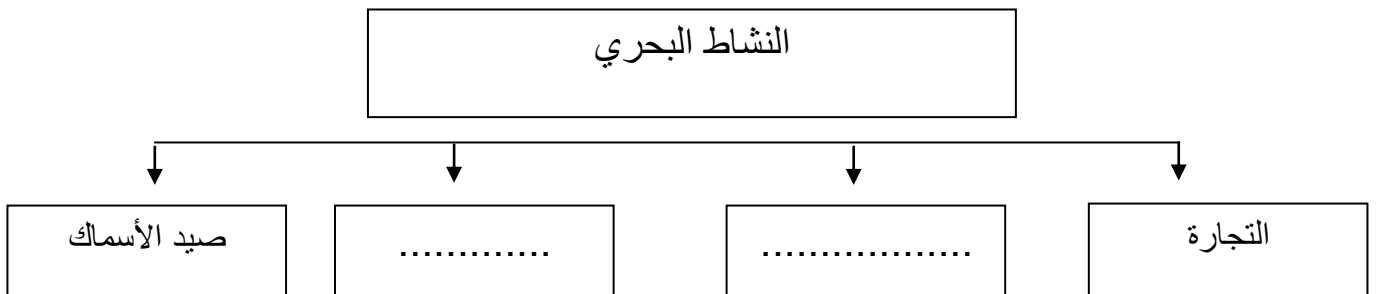 النشاط البحري
التجارة
..................
.............
صيد الأسماك